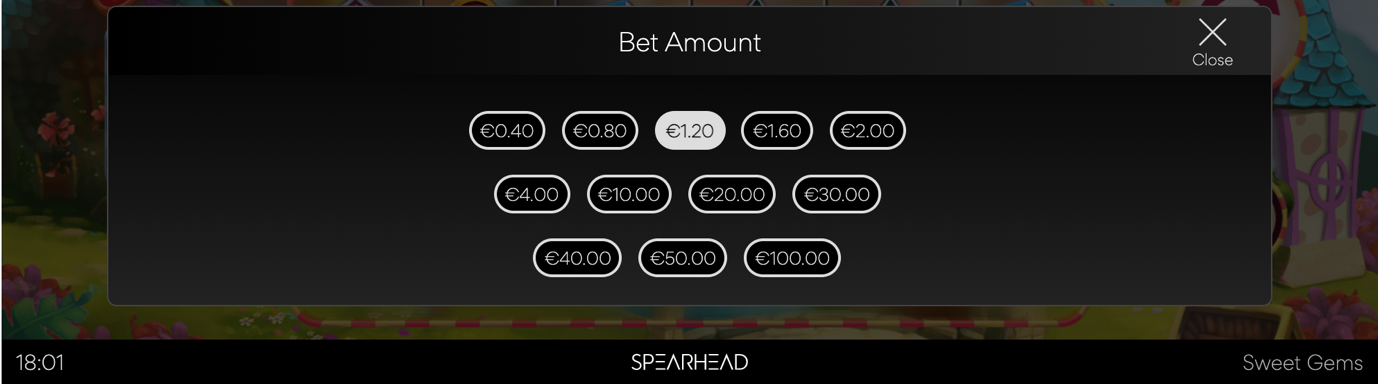 Bet Amount
Close
€0.40 €0.80 €1.20 €1.60 €2.00
€4.00 €10.00 €20.00 €30.00
€40.00 €50.00 €100.00
18:01 SPEARHEAD Sweet Gems